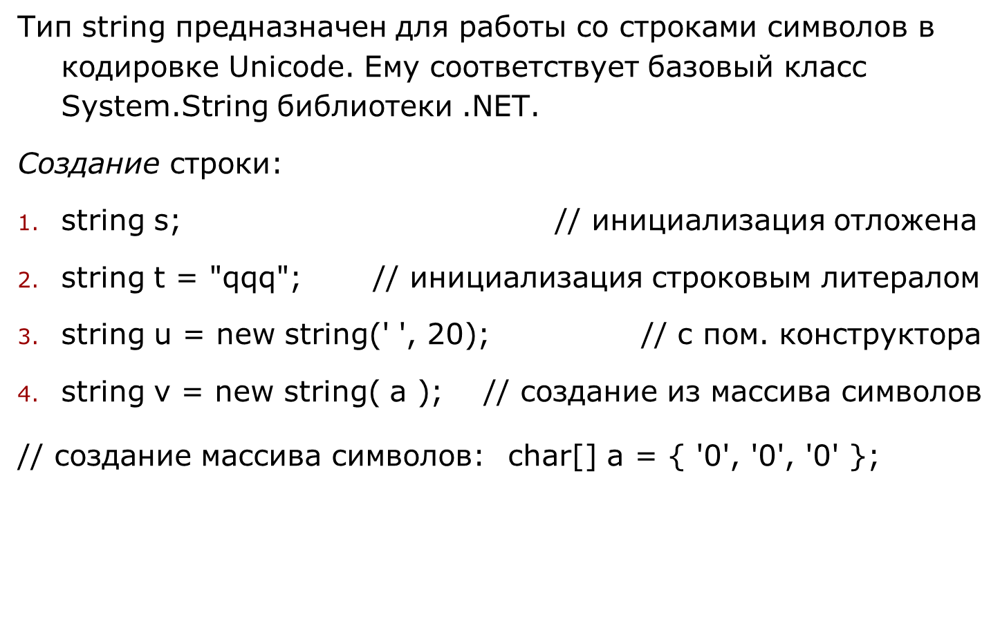 Тип string предназначен для работы со строками символов в
кодировке Unicode. Ему соответствует базовый класс
System.String библиотеки .NET.
Создание строки:
1. string s; // инициализация отложена
2. string t = "qqq"; // инициализация строковым литералом
3. string u = new string(' ', 20); // с пом. конструктора
4. string v = new string( a ); // создание из массива символов
// создание массива символов: char[] a = { '0', '0', '0' };